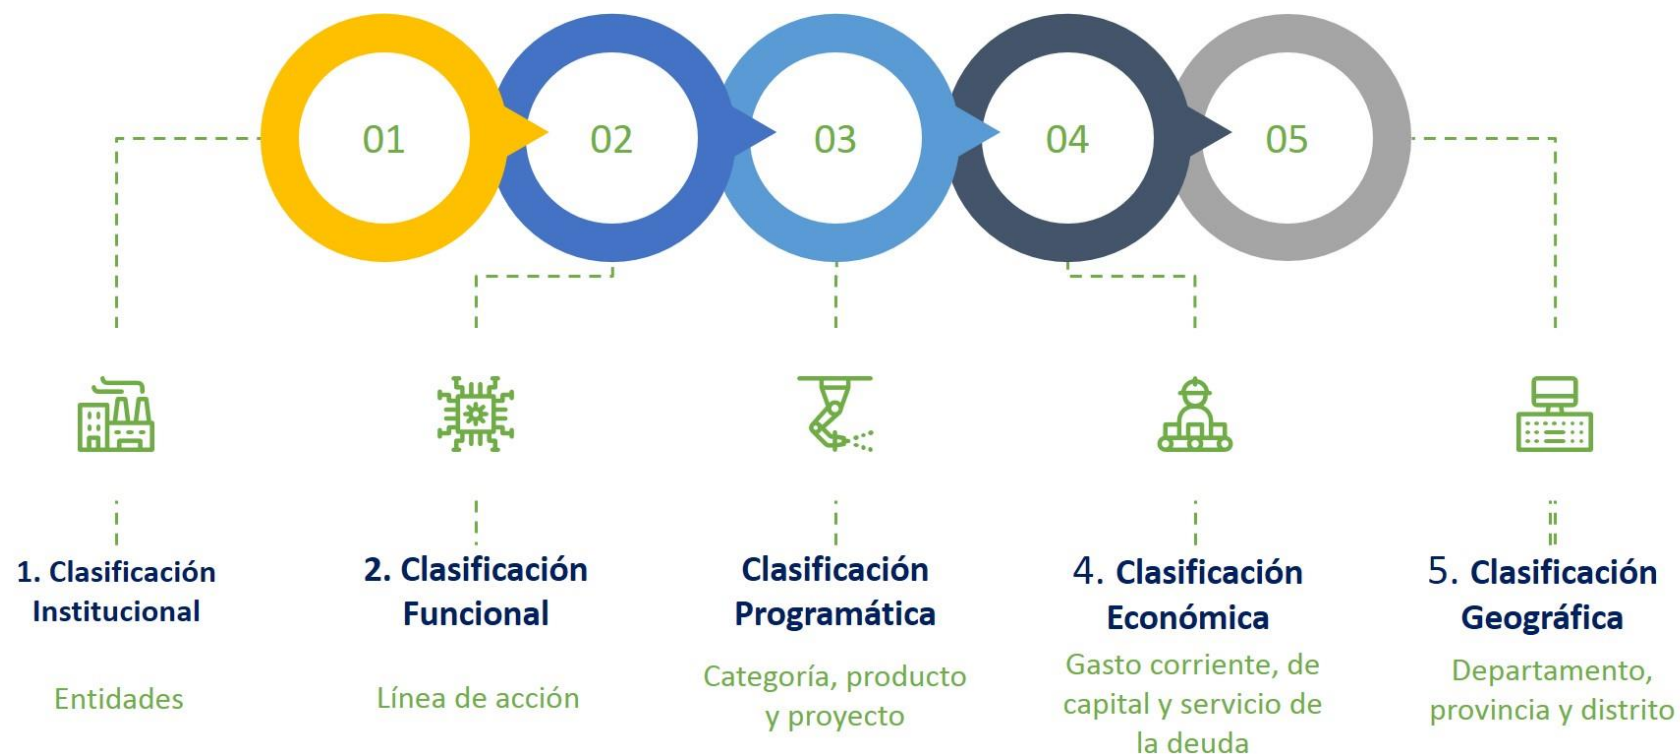 01
02
03
04
05
1. Clasificación
Institucional
Entidades
2. Clasificación
Funcional
Línea de acción
Clasificación
Programática
Categoría, producto
y proyecto
4. Clasificación
Económica
Gasto corriente, de
capital y servicio de
la deuda
5. Clasificación
Geográfica
Departamento,
provincia y distrito